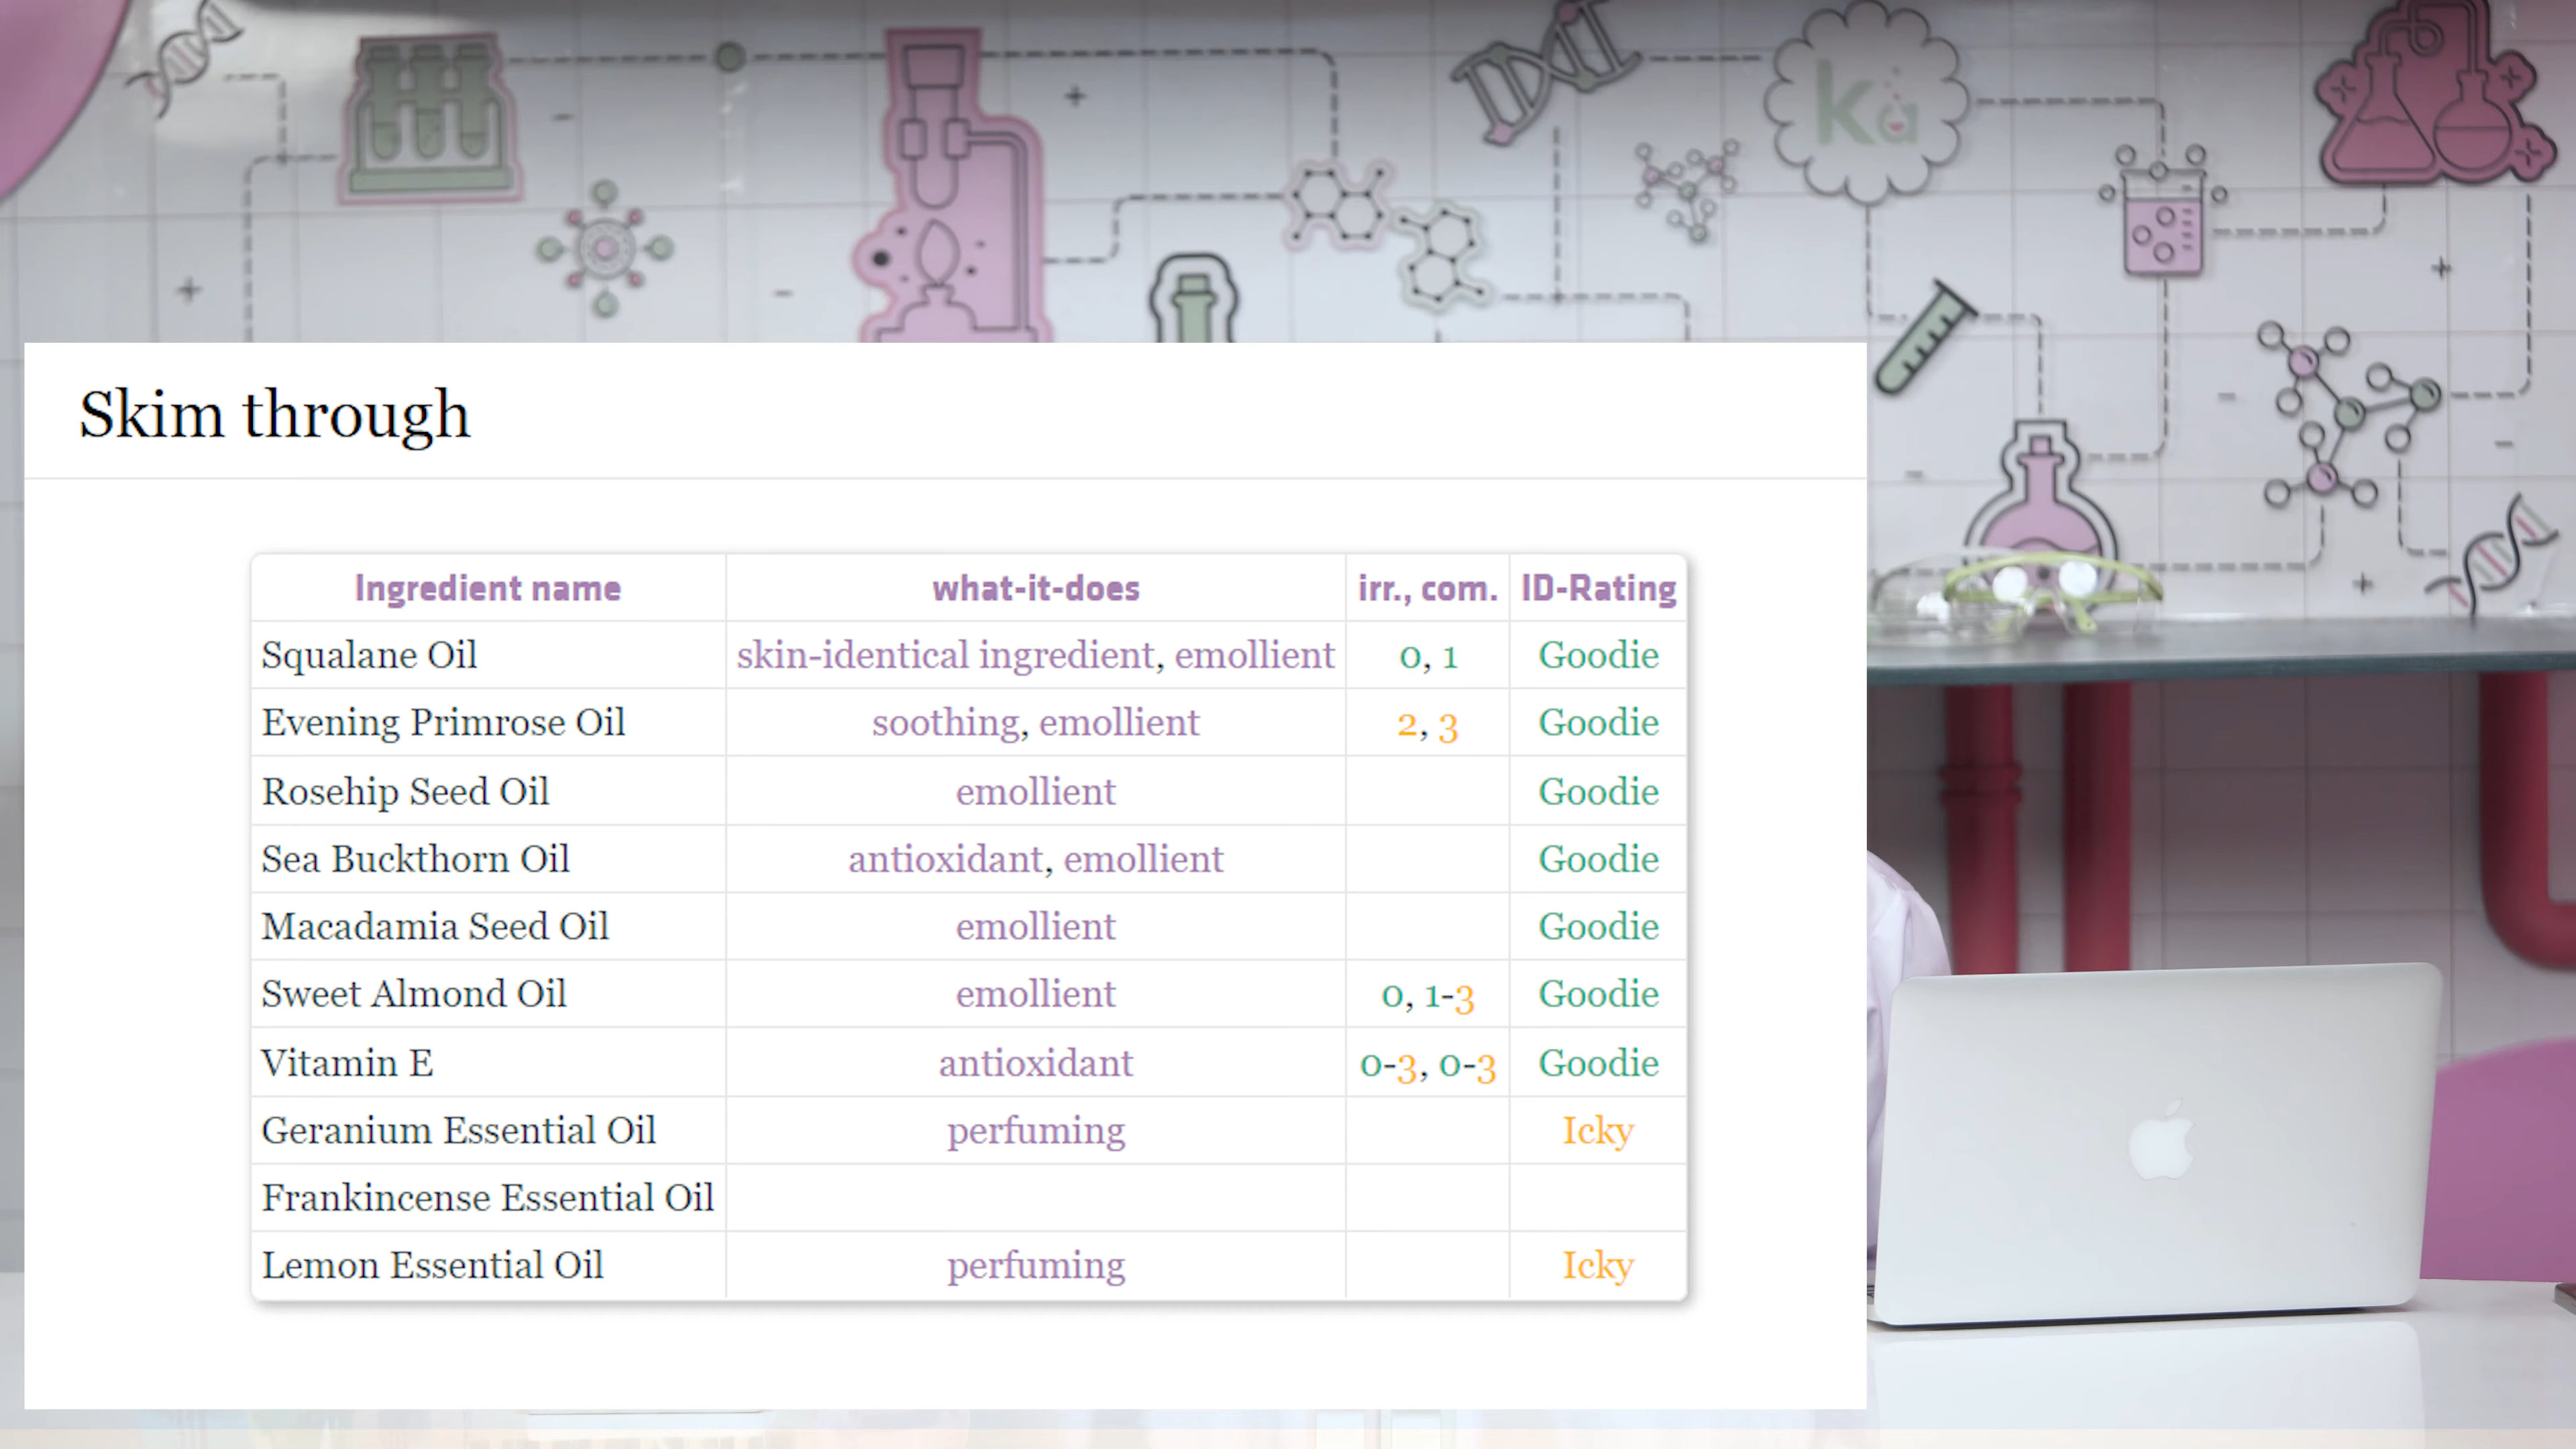 Ka
Skim through
Ingredient name what-it-does irr., com. ID-Rating
Squalane Oil skin-identical ingredient, emollient 0, 1 Goodie
Evening Primrose Oil soothing, emollient 2, 3 Goodie
Rosehip Seed Oil emollient Goodie
Sea Buckthorn Oil antioxidant, emollient Goodie
Macadamia Seed Oil emollient Goodie
Sweet Almond Oil emollient 0, 1-3 Goodie
Vitamin E antioxidant 0-3, 0-3 Goodie
Geranium Essential Oil perfuming Icky
Frankincense Essential Oil
Lemon Essential Oil perfuming Icky